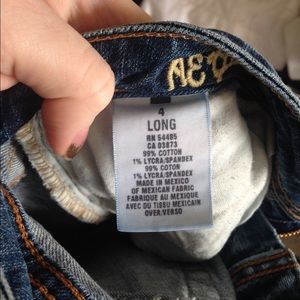 4
LONG
RN 54485
CA 03873
99% COTTON
1% LYCRA/SPANDEX
99% COTTON
1% LYCRA/SPANDEX
MADE IN MEXICO
OF MEXICAN FABRIC
FABRIQUE AU MEXIQUE
AVEC DU TISSU MEXICAIN
OVER/VERSO